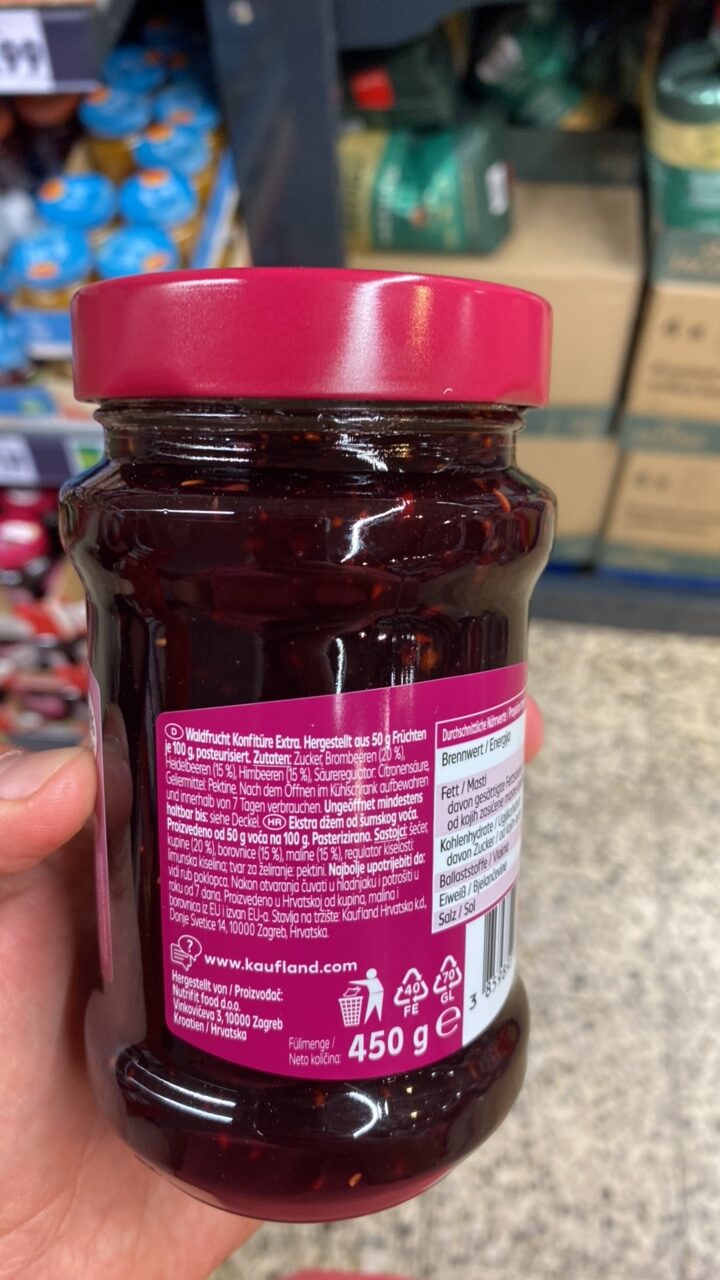 .99
D Waldfrucht Konfitüre Extra. Hergestellt aus 50 g Früchten
je 100 g, pasteurisiert. Zutaten: Zucker, Brombeeren (20 %),
Heidelbeeren (15 %), Himbeeren (15 %), Säureregulator: Citronensäure,
Geliermittel: Pektine. Nach dem Öffnen im Kühlschrank aufbewahren
und innerhalb von 7 Tagen verbrauchen. Ungeöffnet mindestens
haltbar bis: siehe Deckel. HR Ekstra džem od šumskog voća.
Proizvedeno od 50 g voća na 100 g. Pasterizirano. Sastojci: šećer,
kupine (20 %), borovnice (15 %), maline (15 %), regulator kiselosti:
limunska kiselina; tvar za želiranje: pektini. Najbolje upotrijebiti do:
vidi rub poklopca. Nakon otvaranja čuvati u hladnjaku i potrošiti u
roku od 7 dana. Proizvedeno u Hrvatskoj od kupina, malina i
borovnica iz EU i izvan EU-a. Stavlja na tržište: Kaufland Hrvatska k.d.,
Donje Svetice 14, 10000 Zagreb, Hrvatska.
? www.kaufland.com
Hergestellt von / Proizvođač:
Nutrifit food d.o.o.
Vinkovićeva 3, 10000 Zagreb
Kroatien / Hrvatska
40
FE
70
GL
Füllmenge /
Neto količina: 450 g e
Durchschnittliche Nährwerte /
Brennwert / Energija
Fett / Masti
davon gesättigte
od kojih zasićene
Kohlenhydrate /
davon Zucker /
Ballaststoffe / Vlakna
Eiweiß / Bjelančevine
Salz / Sol
3